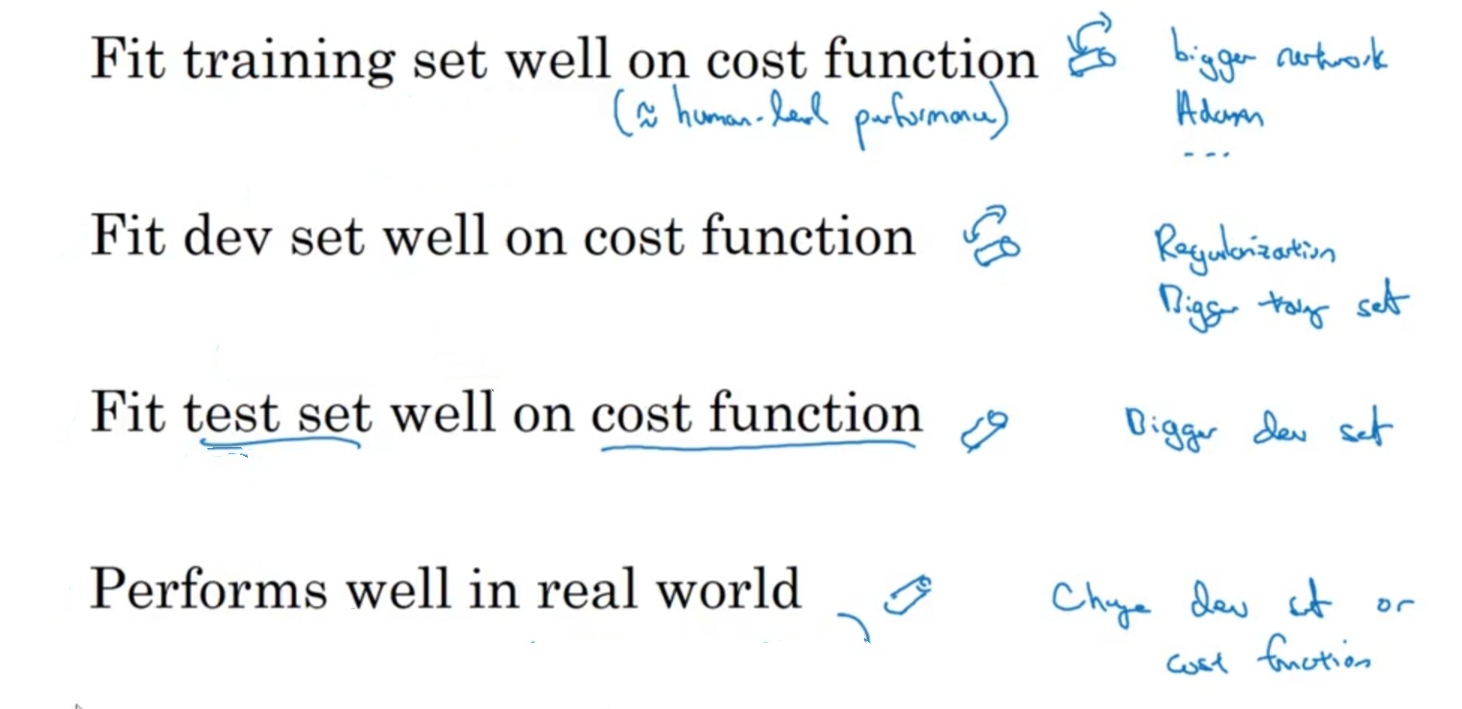 Fit training set well on cost function
bigger network
(≈ human-level performance)
Adam
...
Fit dev set well on cost function
Regularization
Bigger set
Fit test set well on cost function
Bigger dev set
Performs well in real world
Change dev set or
cost function